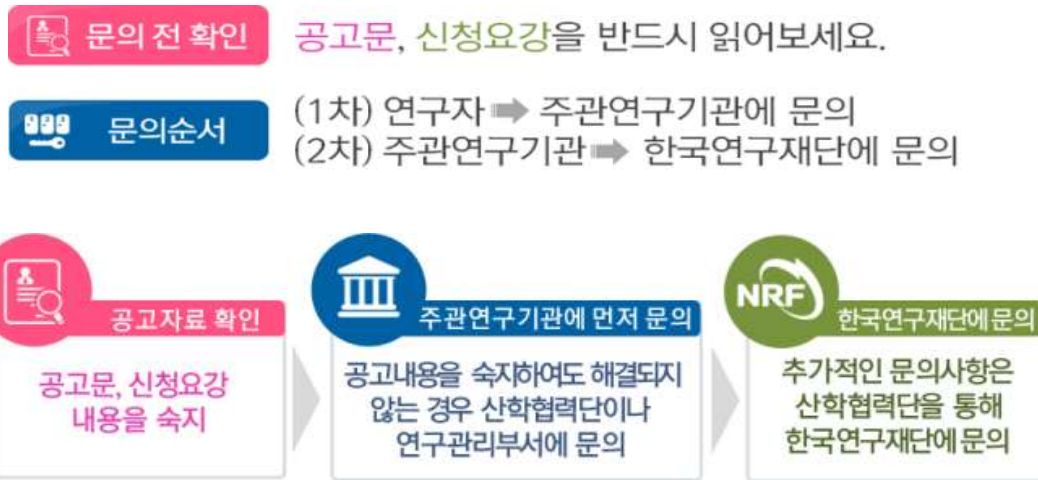 문의 전 확인 공고문, 신청요강을 반드시 읽어보세요.
문의순서
(1차) 연구자 ➡ 주관연구기관에 문의
(2차) 주관연구기관 ➡ 한국연구재단에 문의
공고자료 확인
공고문, 신청요강
내용을 숙지
주관연구기관에 먼저 문의
공고내용을 숙지하여도 해결되지
않는 경우 산학협력단이나
연구관리부서에 문의
NRF
한국연구재단에 문의
추가적인 문의사항은
산학협력단을 통해
한국연구재단에 문의